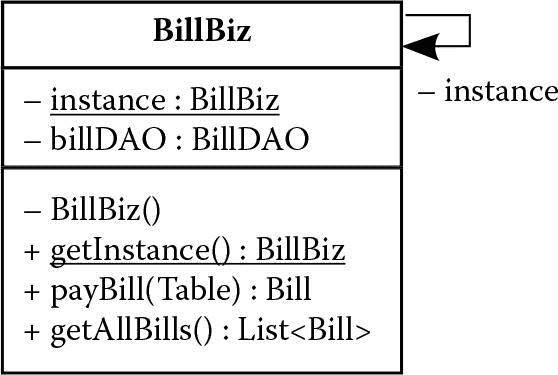 BillBiz
– instance
– instance : BillBiz
– billDAO : BillDAO
– BillBiz()
+ getInstance() : BillBiz
+ payBill(Table) : Bill
+ getAllBills() : List<Bill>